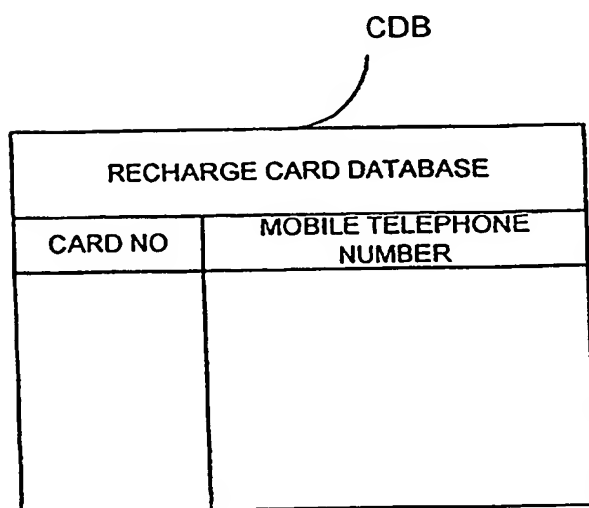 CDB
RECHARGE CARD DATABASE
CARD NO
MOBILE TELEPHONE
NUMBER